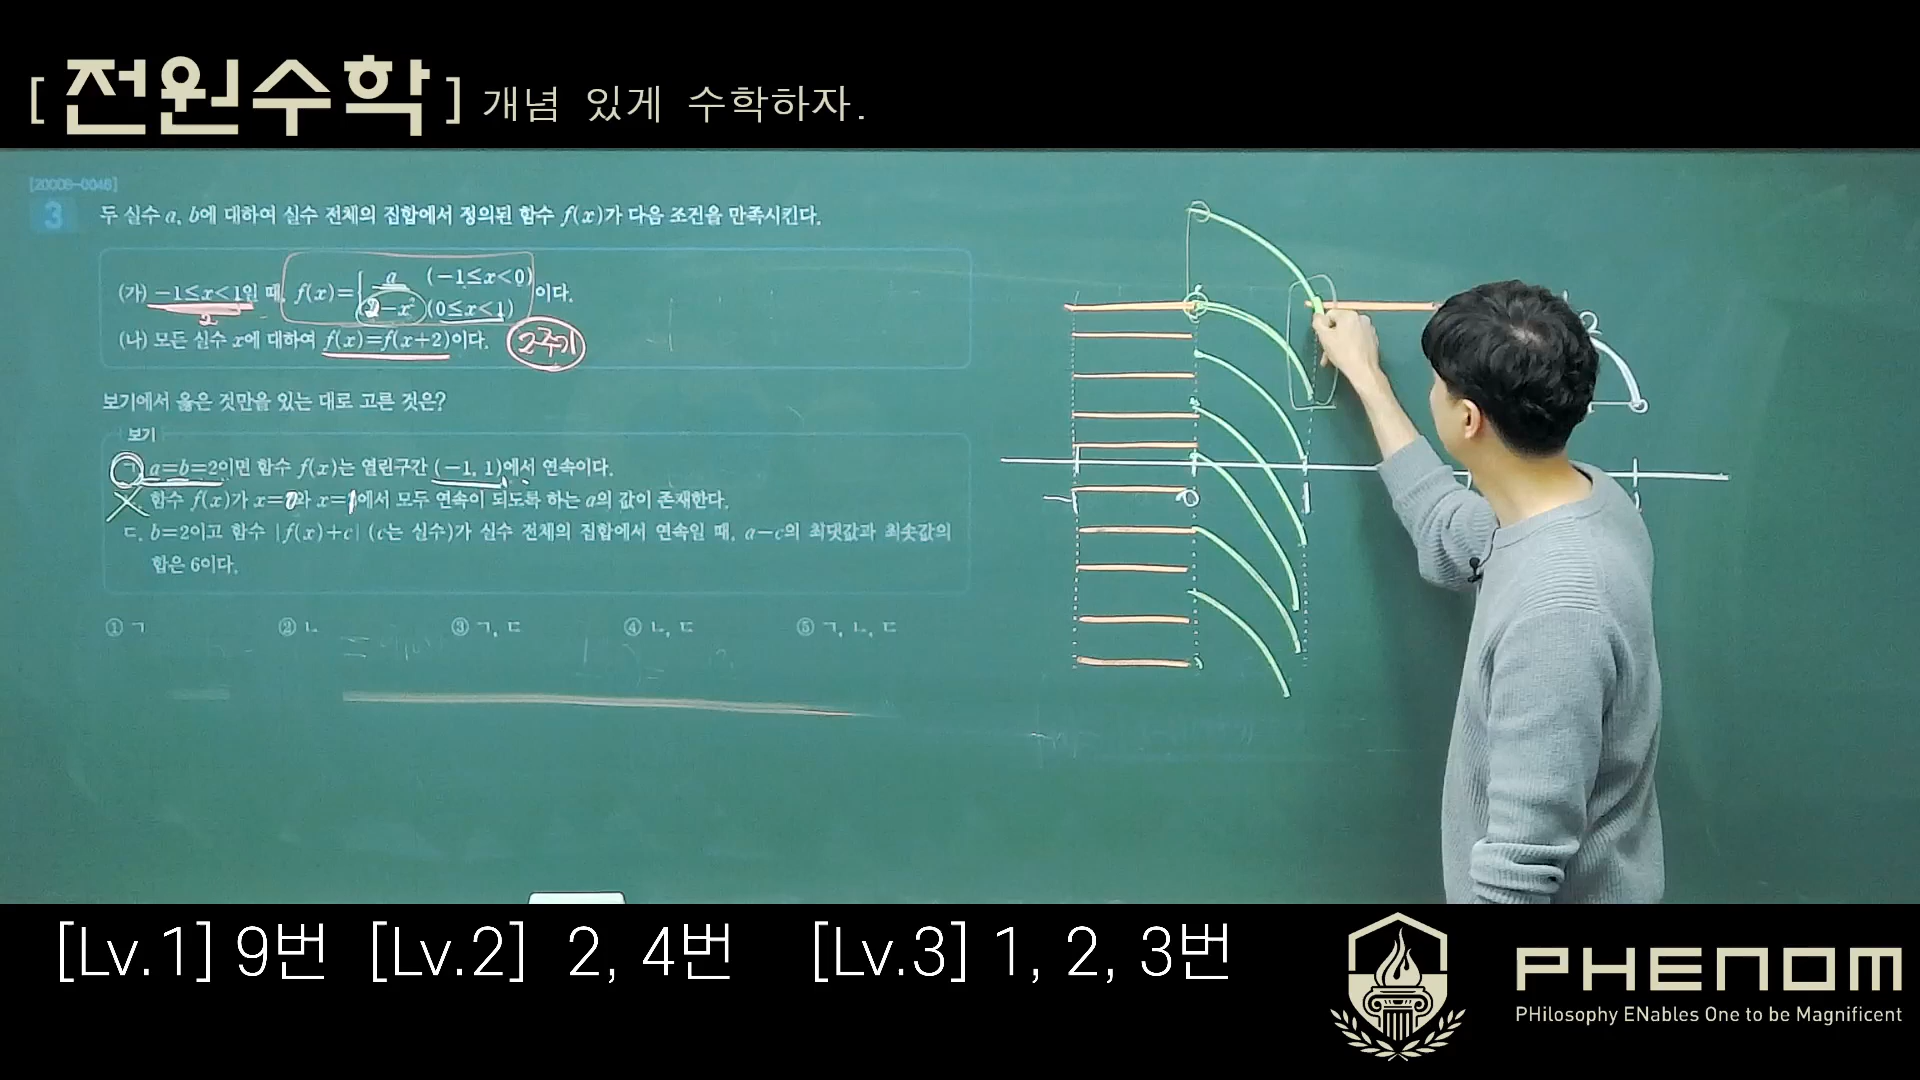 [전원수학] 개념 있게 수학하자.
[20009-0046]
3 두 실수 a, b에 대하여 실수 전체의 집합에서 정의된 함수 f(x)가 다음 조건을 만족시킨다.
(가) -1≤x<1일 때, f(x)={a (-1≤x<0)
2-x² (0≤x<1) 이다.
2
(나) 모든 실수 x에 대하여 f(x)=f(x+2)이다. 2주기
보기에서 옳은 것만을 있는 대로 고른 것은?
보기
ㄱ. a=b=2이면 함수 f(x)는 열린구간 (-1, 1)에서 연속이다.
함수 f(x)가 x=0와 x=1에서 모두 연속이 되도록 하는 a의 값이 존재한다.
ㄷ. b=2이고 함수 |f(x)+c| (c는 실수)가 실수 전체의 집합에서 연속일 때, a-c의 최댓값과 최솟값의
합은 6이다.
① ㄱ ② ㄴ ③ ㄱ, ㄷ ④ ㄴ, ㄷ ⑤ ㄱ, ㄴ, ㄷ
2
-1 0 1
[Lv.1] 9번 [Lv.2] 2, 4번 [Lv.3] 1, 2, 3번
PHENOM
PHilosophy ENables One to be Magnificent